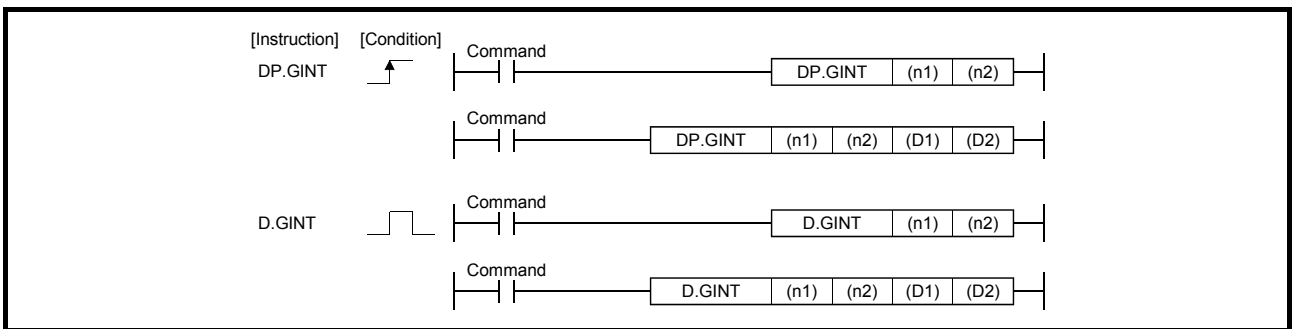 [Instruction] [Condition]
Command
DP.GINT DP.GINT (n1) (n2)
Command
DP.GINT (n1) (n2) (D1) (D2)
Command
D.GINT D.GINT (n1) (n2)
Command
D.GINT (n1) (n2) (D1) (D2)